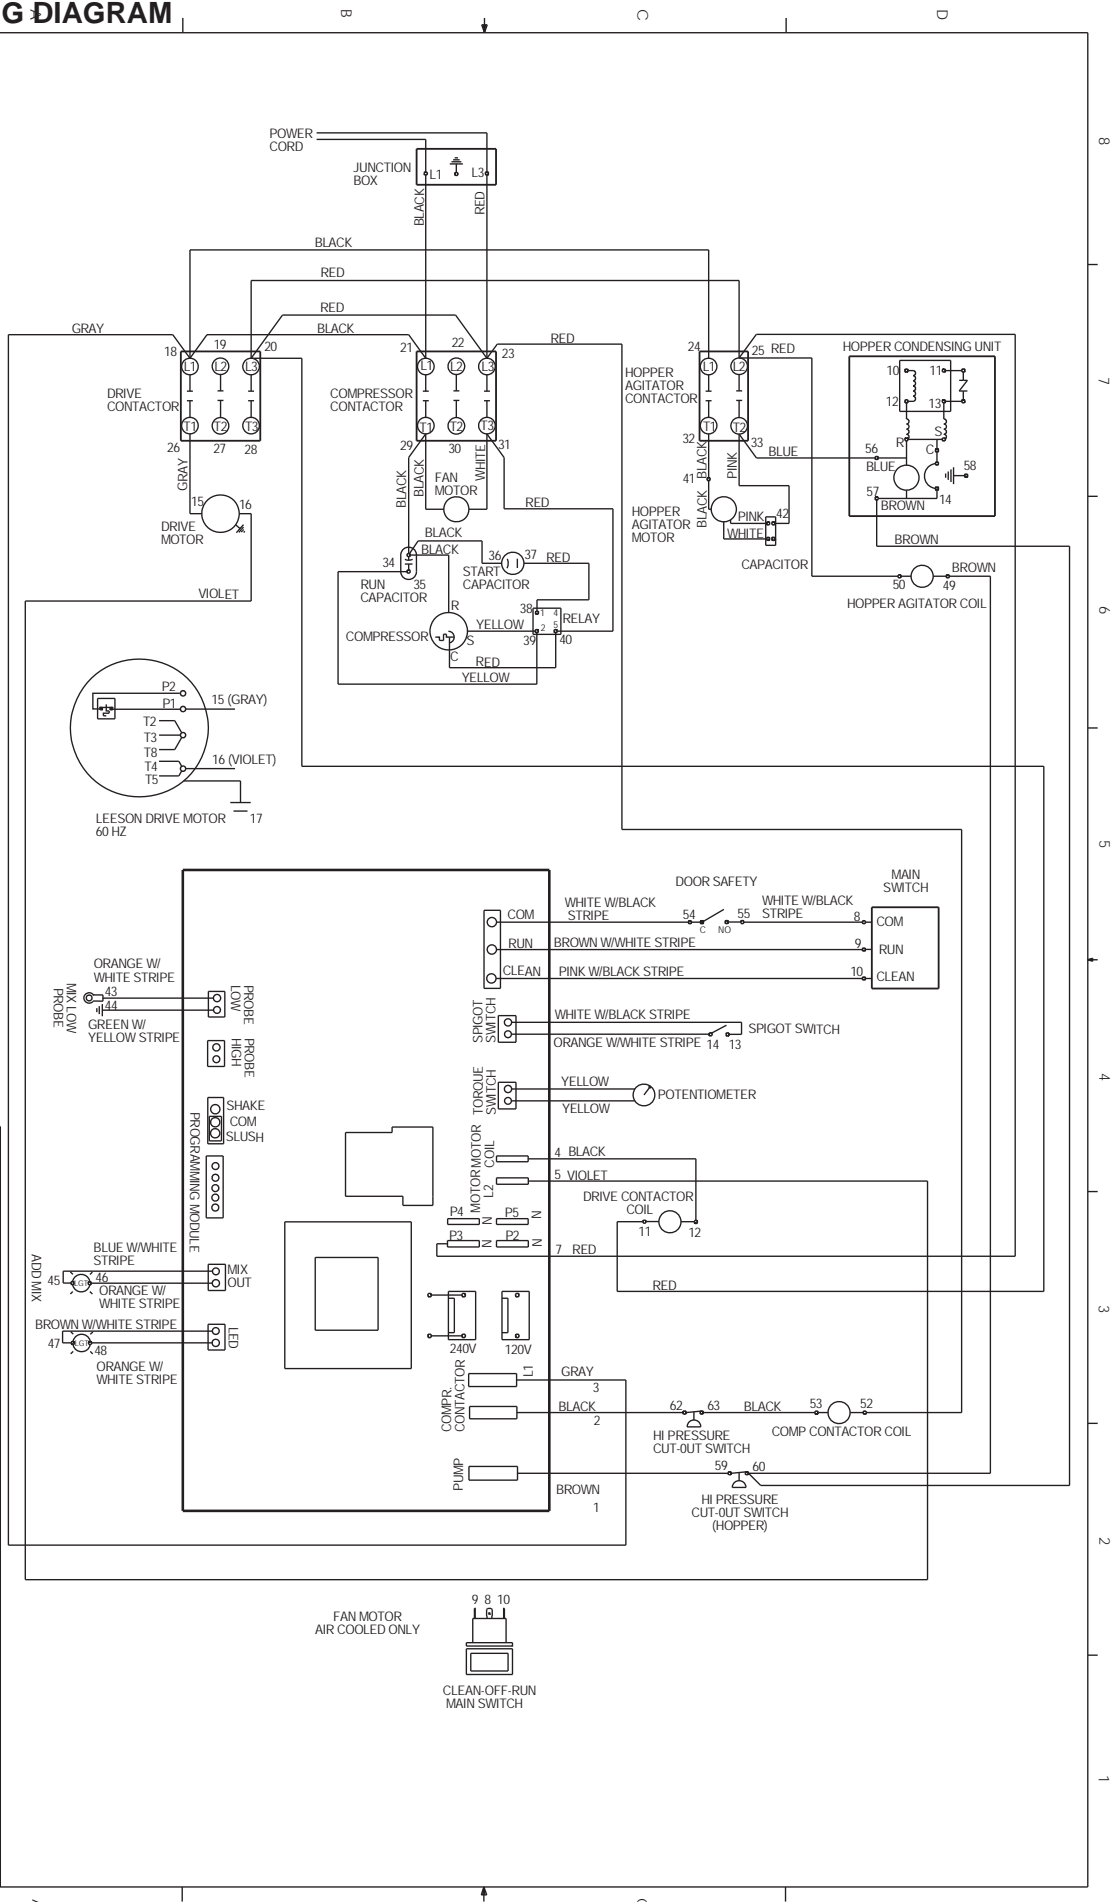 G DIAGRAM
B
C
D
POWER
CORD
JUNCTION
BOX
L1
L3
BLACK
RED
BLACK
RED
RED
BLACK
GRAY
RED
18
19
20
21
22
23
24
25
RED
L1
L2
L3
L1
L2
L3
L1
L2
DRIVE
CONTACTOR
COMPRESSOR
CONTACTOR
HOPPER
AGITATOR
CONTACTOR
T1
T2
T3
T1
T2
T3
T1
T2
26
27
28
29
30
31
32
33
HOPPER CONDENSING UNIT
10
11
12
13
R
S
C
56
BLUE
BLUE
58
57
14
BROWN
BROWN
GRAY
15
16
DRIVE
MOTOR
VIOLET
BLACK
BLACK
FAN
MOTOR
WHITE
RED
BLACK
BLACK
34
35
RUN
CAPACITOR
36
37
RED
START
CAPACITOR
38
1
4
2
5
RELAY
39
40
R
YELLOW
COMPRESSOR
S
C
RED
YELLOW
BLACK
PINK
41
BLACK
HOPPER
AGITATOR
MOTOR
PINK
42
WHITE
CAPACITOR
50
49
BROWN
HOPPER AGITATOR COIL
P2
P1
15 (GRAY)
T2
T3
T8
T4
T5
16 (VIOLET)
LEESON DRIVE MOTOR
60 HZ
17
COM
RUN
CLEAN
WHITE W/BLACK
STRIPE
DOOR SAFETY
54
55
C
NO
WHITE W/BLACK
STRIPE
MAIN
SWITCH
8
COM
BROWN W/WHITE STRIPE
9
RUN
PINK W/BLACK STRIPE
10
CLEAN
ORANGE W/
WHITE STRIPE
43
44
MIX LOW
PROBE
GREEN W/
YELLOW STRIPE
PROBE
LOW
PROBE
HIGH
SPIGOT
SWITCH
WHITE W/BLACK STRIPE
SPIGOT SWITCH
ORANGE W/WHITE STRIPE
14
13
TORQUE
SWITCH
YELLOW
YELLOW
POTENTIOMETER
SHAKE
COM
SLUSH
PROGRAMMING MODULE
MOTOR
COIL
4 BLACK
MOTOR
L2
5 VIOLET
DRIVE CONTACTOR
COIL
11
12
P4
N
P5
N
P3
N
P2
N
7 RED
RED
ADD MIX
BLUE W/WHITE
STRIPE
45
46
LGT
ORANGE W/
WHITE STRIPE
MIX
OUT
BROWN W/WHITE STRIPE
47
48
LGT
ORANGE W/
WHITE STRIPE
LED
240V
120V
L1
GRAY
3
COMPR.
CONTACTOR
BLACK
2
62
63
BLACK
53
52
HI PRESSURE
CUT-0UT SWITCH
COMP CONTACTOR COIL
PUMP
BROWN
1
59
60
HI PRESSURE
CUT-0UT SWITCH
(HOPPER)
FAN MOTOR
AIR COOLED ONLY
9 8 10
CLEAN-OFF-RUN
MAIN SWITCH
8
7
6
5
4
3
2
1